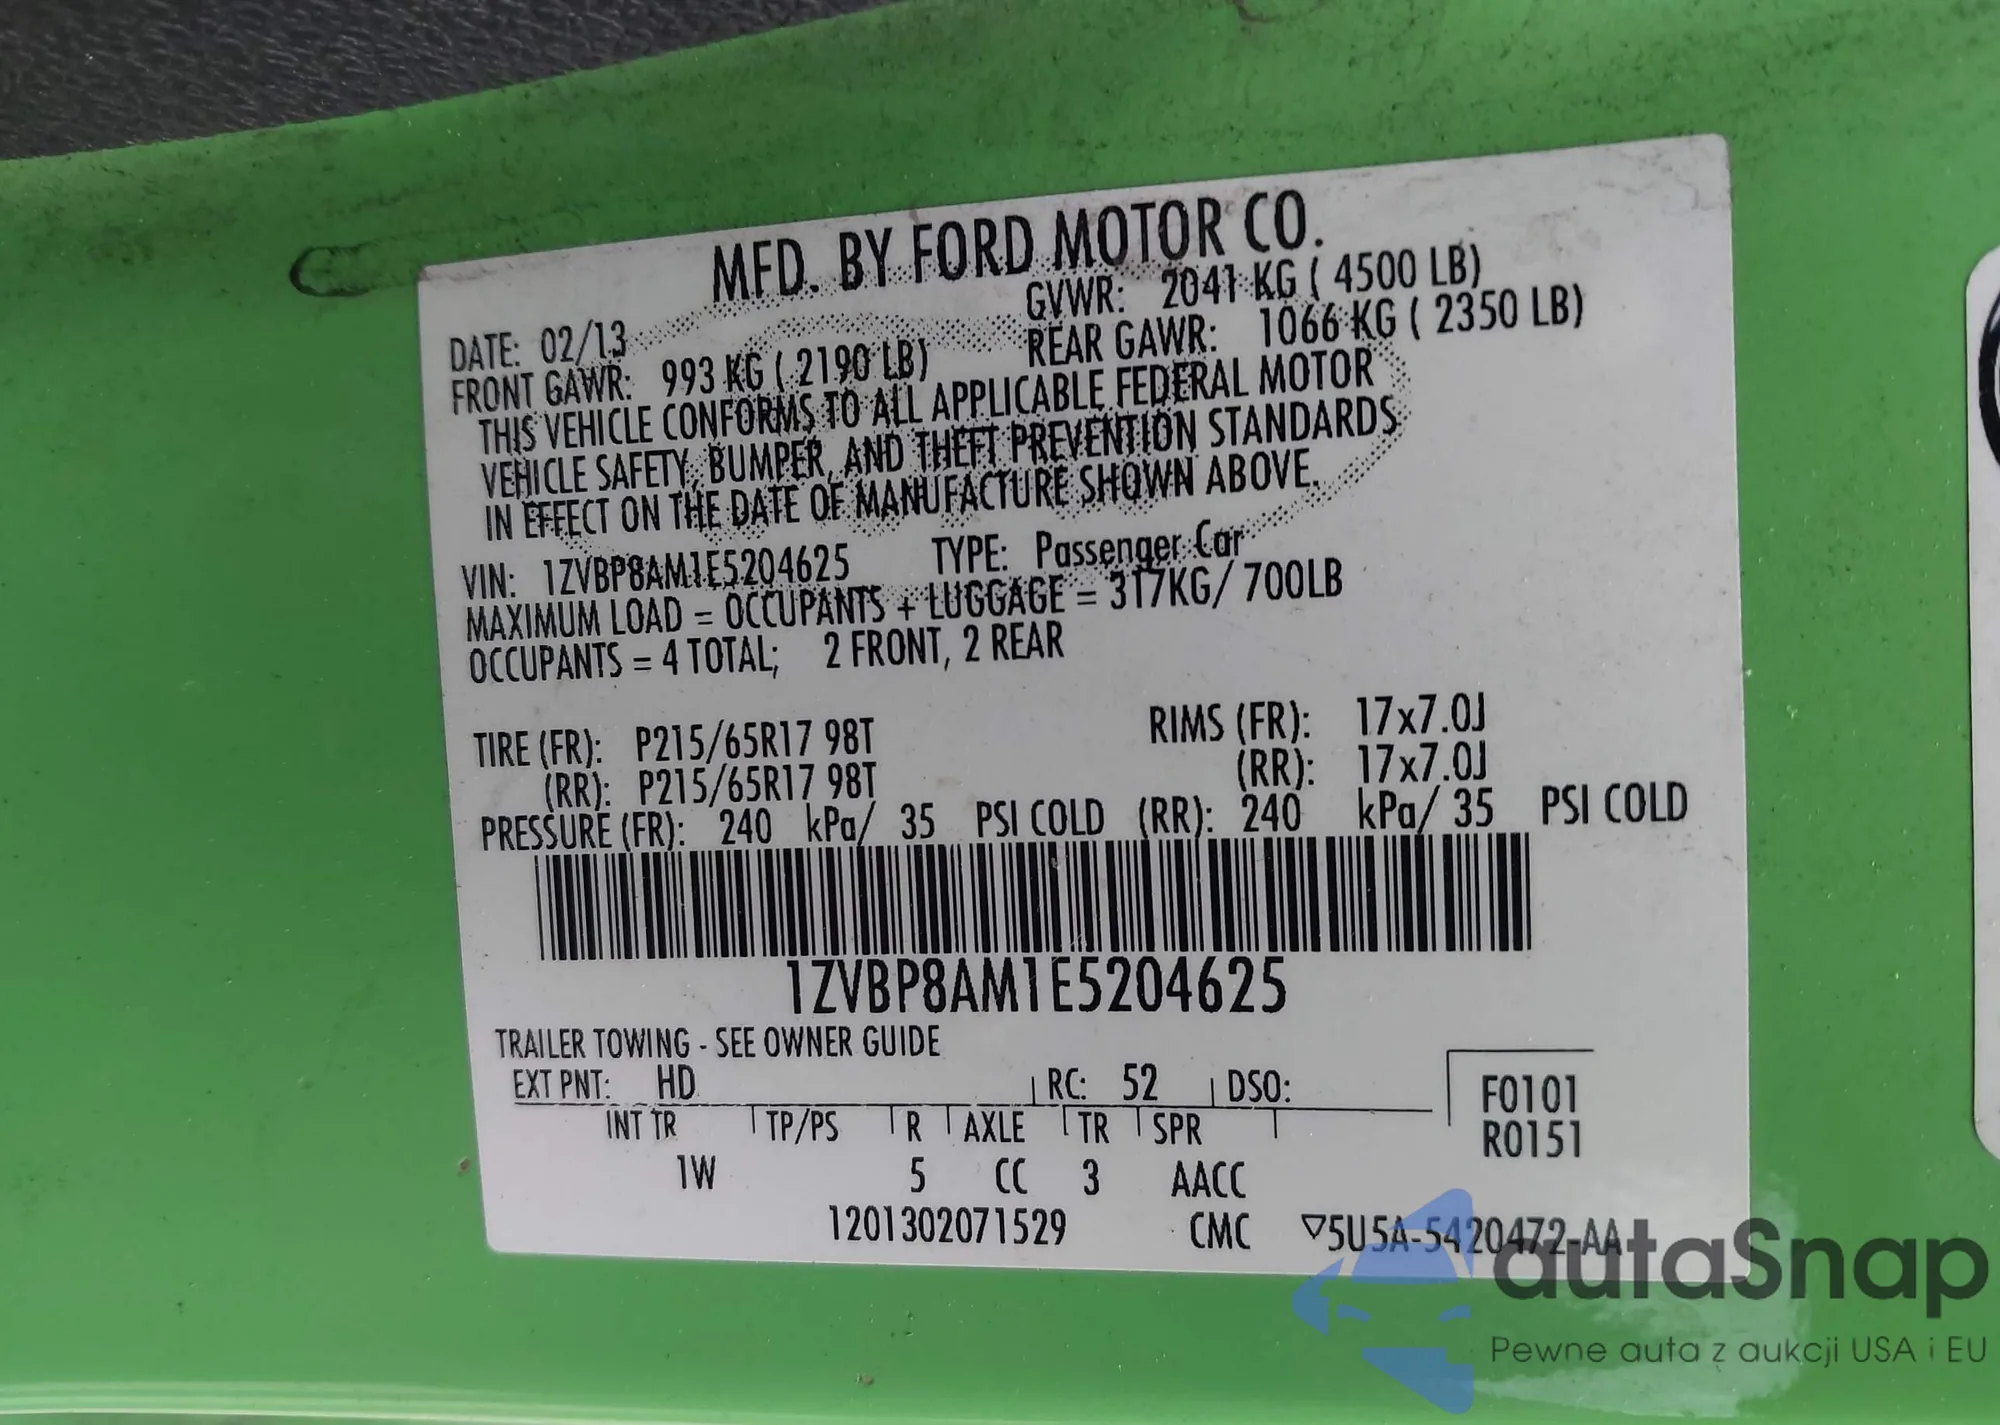 MFD. BY FORD MOTOR CO.
DATE: 02/13 GVWR: 2041 KG ( 4500 LB)
FRONT GAWR: 993 KG ( 2190 LB) REAR GAWR: 1066 KG ( 2350 LB)
THIS VEHICLE CONFORMS TO ALL APPLICABLE FEDERAL MOTOR
VEHICLE SAFETY, BUMPER, AND THEFT PREVENTION STANDARDS
IN EFFECT ON THE DATE OF MANUFACTURE SHOWN ABOVE.
VIN: 1ZVBP8AM1E5204625 TYPE: Passenger Car
MAXIMUM LOAD = OCCUPANTS + LUGGAGE = 317KG/ 700LB
OCCUPANTS = 4 TOTAL; 2 FRONT, 2 REAR
TIRE (FR): P215/65R17 98T RIMS (FR): 17x7.0J
(RR): P215/65R17 98T (RR): 17x7.0J
PRESSURE (FR): 240 kPa/ 35 PSI COLD (RR): 240 kPa/ 35 PSI COLD
1ZVBP8AM1E5204625
TRAILER TOWING - SEE OWNER GUIDE
EXT PNT: HD RC: 52 DSO: F0101
INT TR TP/PS R AXLE TR SPR R0151
1W 5 CC 3 AACC
1201302071529 CMC ▽5U5A-5420472-AA
autaSnap
Pewne auta z aukcji USA i EU